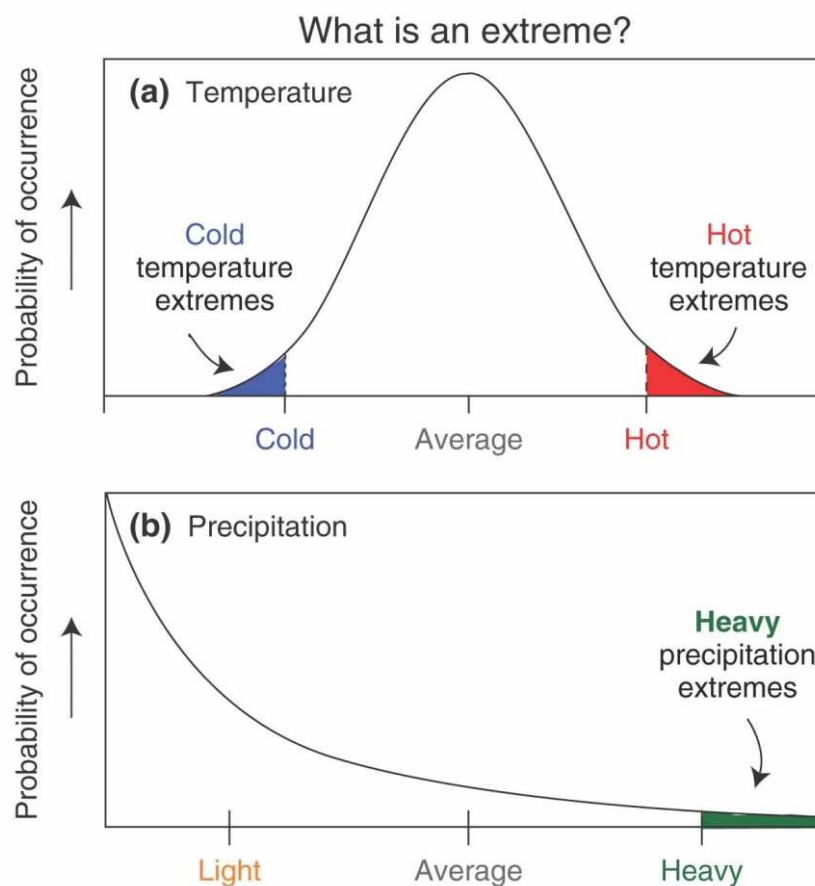 What is an extreme?
(a) Temperature
Probability of occurrence
Cold
temperature
extremes
Hot
temperature
extremes
Cold
Average
Hot
(b) Precipitation
Probability of occurrence
Heavy
precipitation
extremes
Light
Average
Heavy